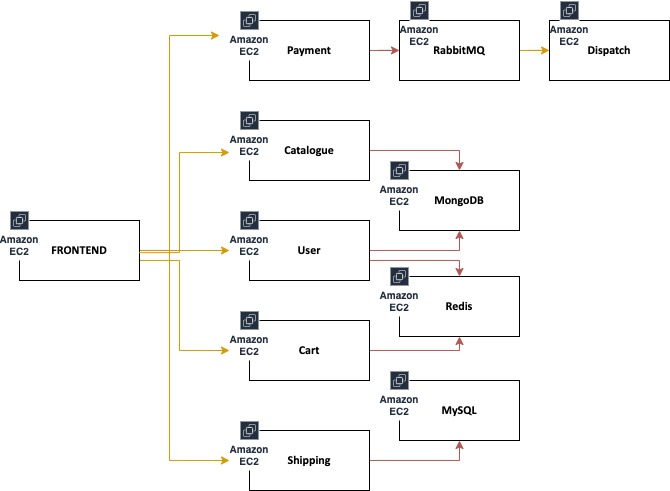 Amazon
EC2
Payment
Amazon
EC2
RabbitMQ
Amazon
EC2
Dispatch
Amazon
EC2
Catalogue
Amazon
EC2
MongoDB
Amazon
EC2
FRONTEND
Amazon
EC2
User
Amazon
EC2
Redis
Amazon
EC2
Cart
Amazon
EC2
MySQL
Amazon
EC2
Shipping